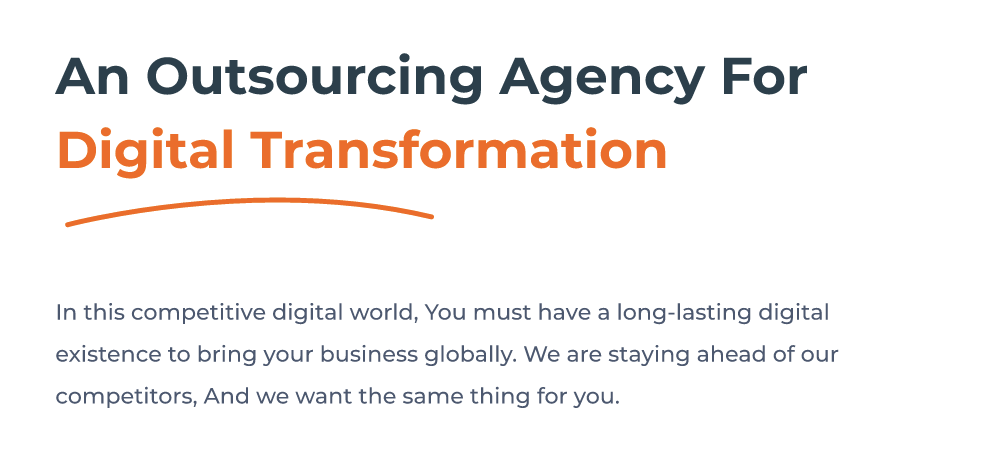 An Outsourcing Agency For
Digital Transformation
In this competitive digital world, You must have a long-lasting digital
existence to bring your business globally. We are staying ahead of our
competitors, And we want the same thing for you.